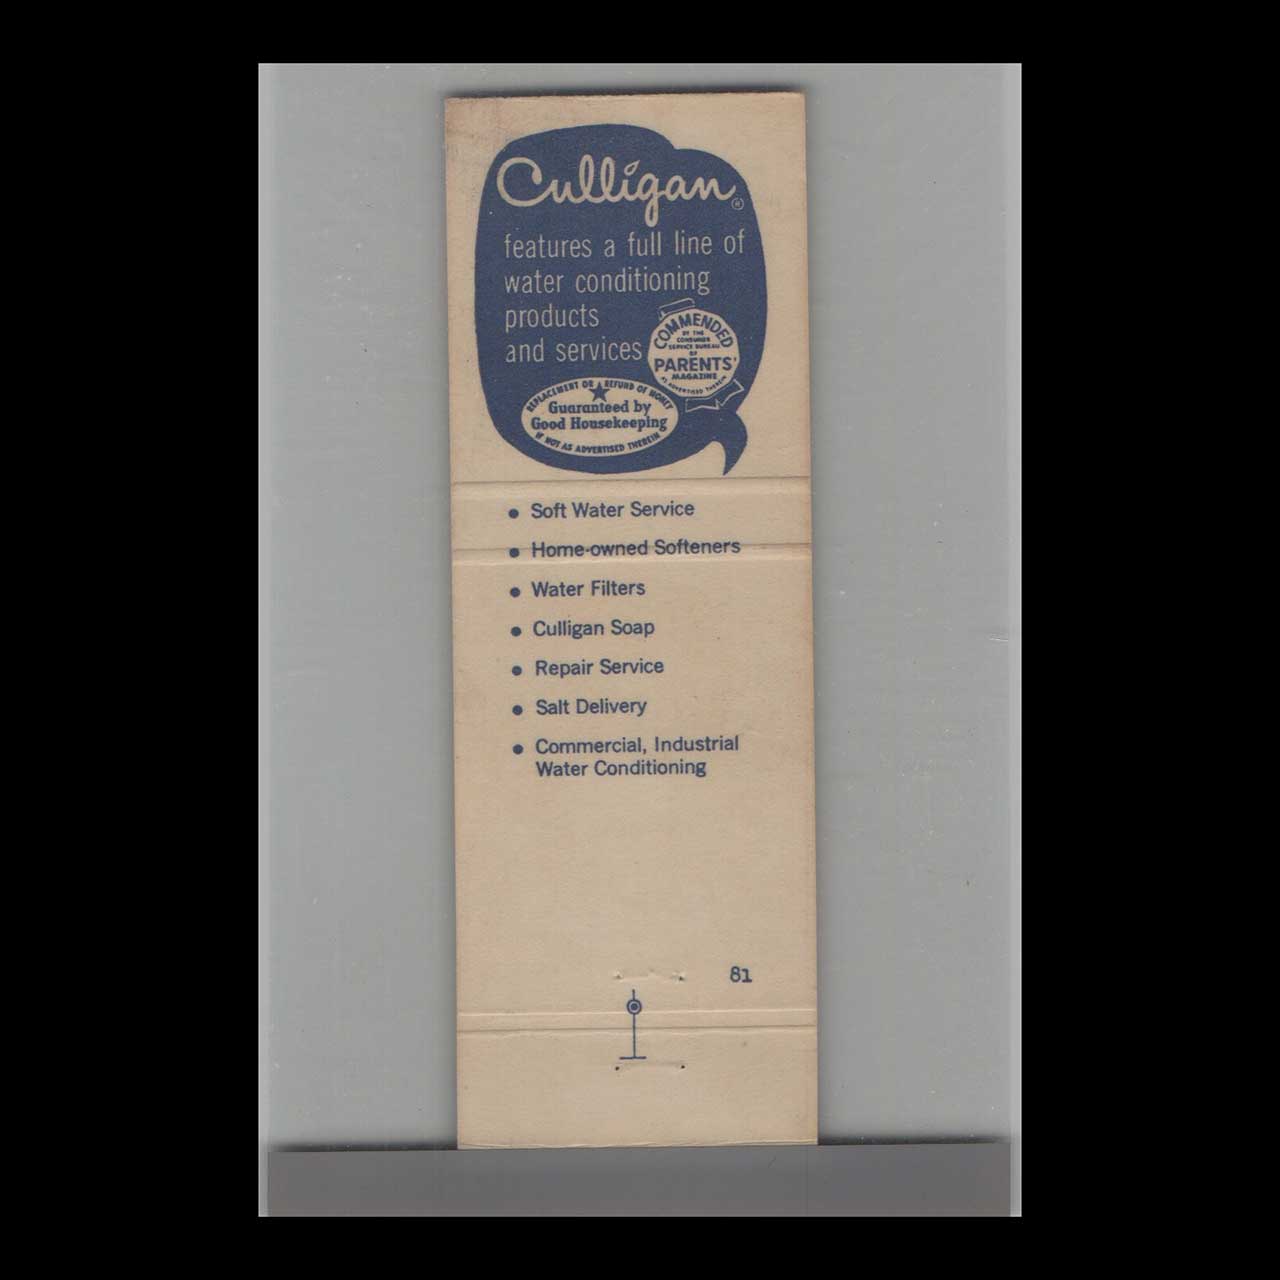 Culligan®
features a full line of
water conditioning
products
and services
COMMENDED
BY THE
CONSUMER
SERVICE BUREAU
OF
PARENTS'
MAGAZINE
AS ADVERTISED THEREIN
REPLACEMENT OR REFUND OF MONEY
Guaranteed by
Good Housekeeping
IF NOT AS ADVERTISED THEREIN
● Soft Water Service
● Home-owned Softeners
● Water Filters
● Culligan Soap
● Repair Service
● Salt Delivery
● Commercial, Industrial
Water Conditioning
81